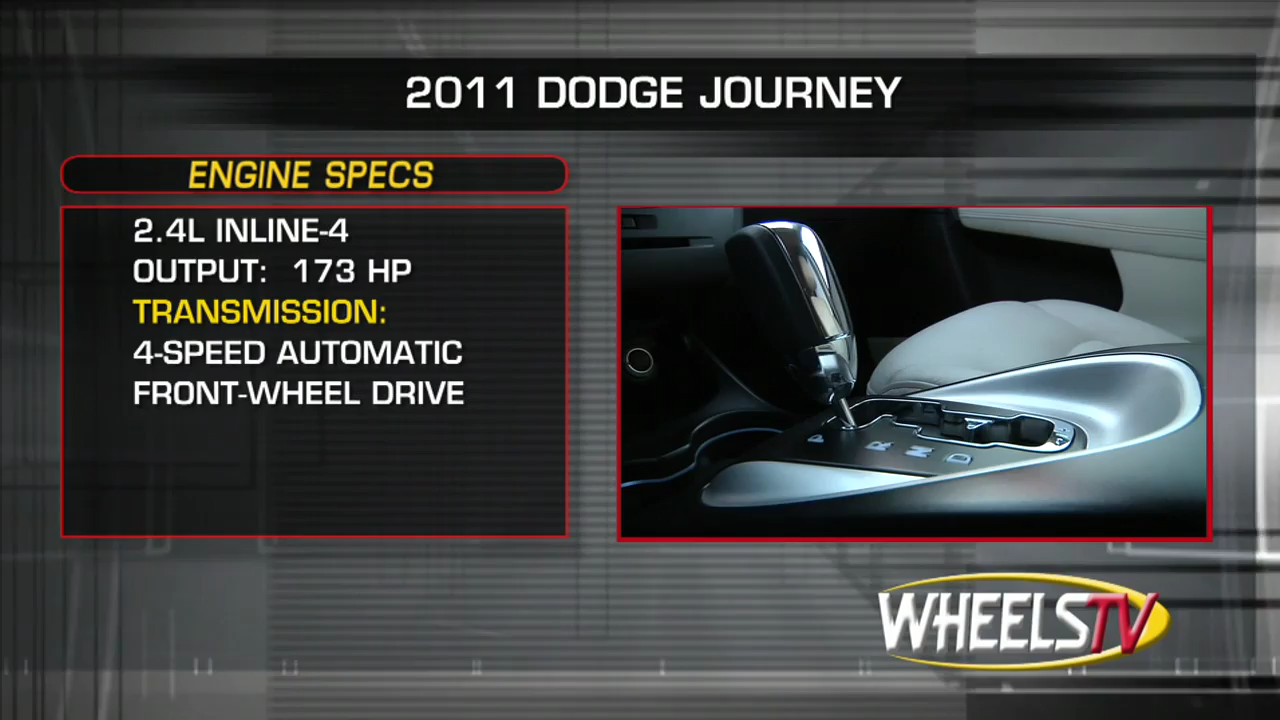 2011 DODGE JOURNEY
ENGINE SPECS
2.4L INLINE-4
OUTPUT: 173 HP
TRANSMISSION:
4-SPEED AUTOMATIC
FRONT-WHEEL DRIVE
P R N D
WHEELSTV